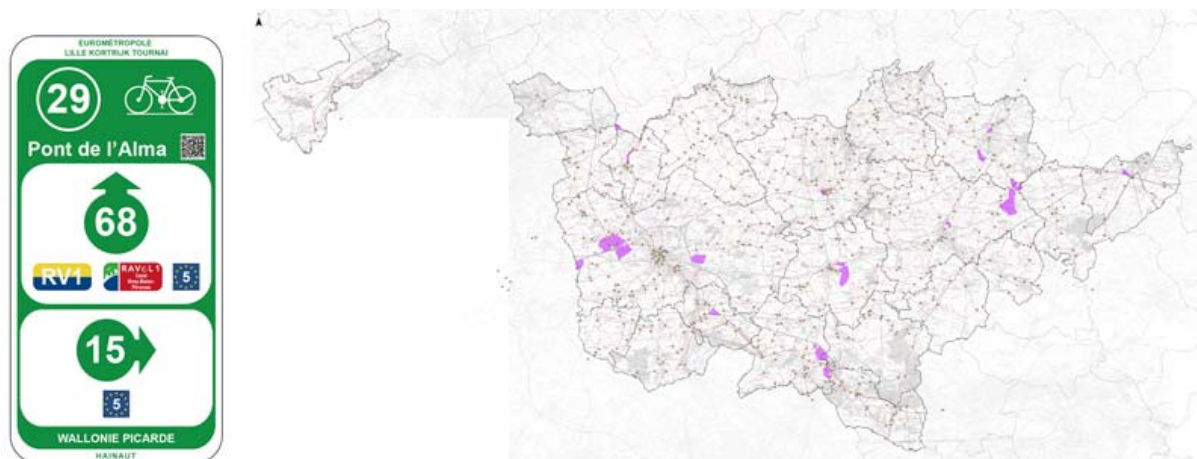 EUROMÉTROPOLE
LILLE KORTRIJK TOURNAI
29
Pont de l'Alma
68
RV1
RAVeL 1
5
15
5
WALLONIE PICARDE
HAINAUT